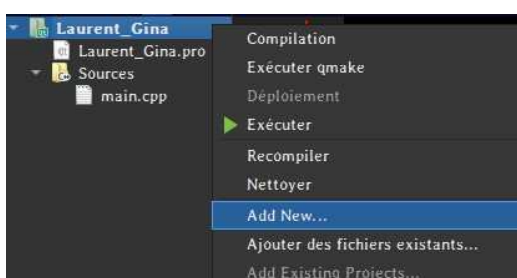 Laurent_Gina
Laurent_Gina.pro
Sources
main.cpp
Compilation
Exécuter qmake
Déploiement
Exécuter
Recompiler
Nettoyer
Add New...
Ajouter des fichiers existants...
Add Existing Projects...